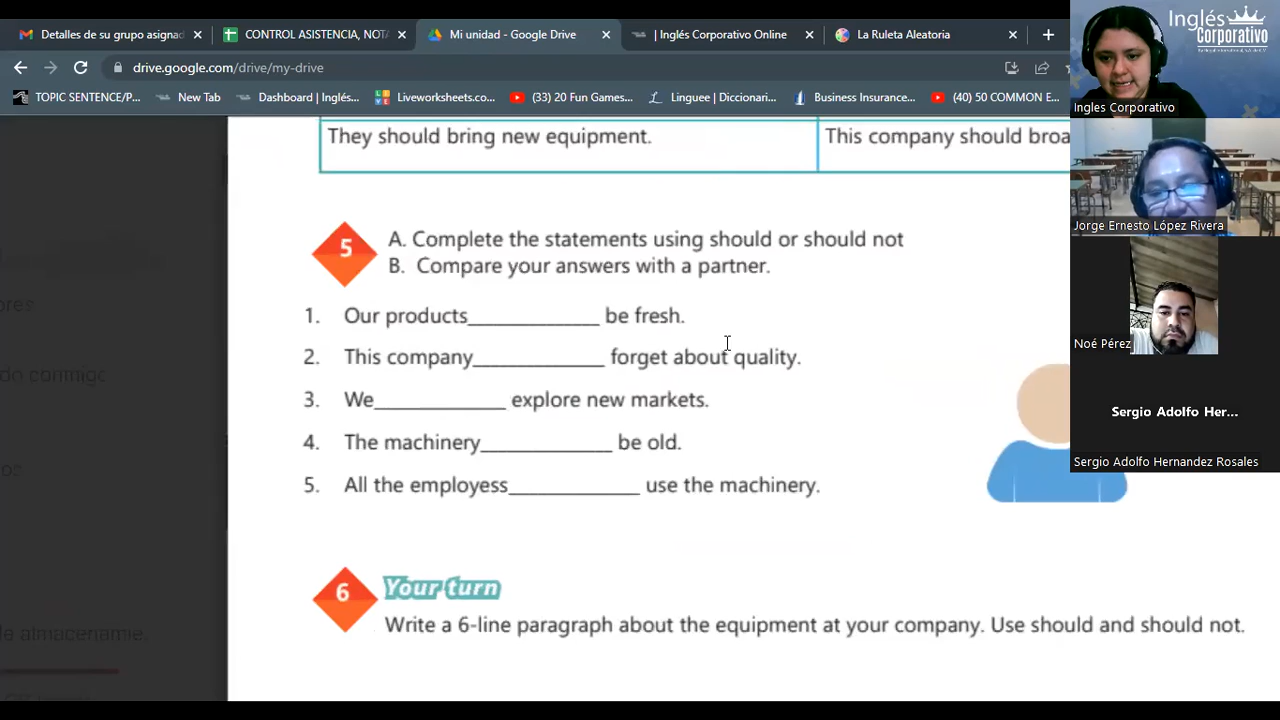 Detalles de su grupo asignad
CONTROL ASISTENCIA, NOTA
Mi unidad - Google Drive
| Inglés Corporativo Online
La Ruleta Aleatoria
drive.google.com/drive/my-drive
TOPIC SENTENCE/P...
New Tab
Dashboard | Inglés...
Liveworksheets.co...
(33) 20 Fun Games...
Linguee | Diccionari...
Business Insurance...
(40) 50 COMMON E...
Inglés
Corporativo
Ingles Corporativo
Jorge Ernesto López Rivera
Noé Pérez
Sergio Adolfo Her...
Sergio Adolfo Hernandez Rosales
They should bring new equipment.
This company should broa
5
A. Complete the statements using should or should not
B. Compare your answers with a partner.
1. Our products____________ be fresh.
2. This company____________ forget about quality.
3. We____________ explore new markets.
4. The machinery____________ be old.
5. All the employess____________ use the machinery.
6
Your turn
Write a 6-line paragraph about the equipment at your company. Use should and should not.